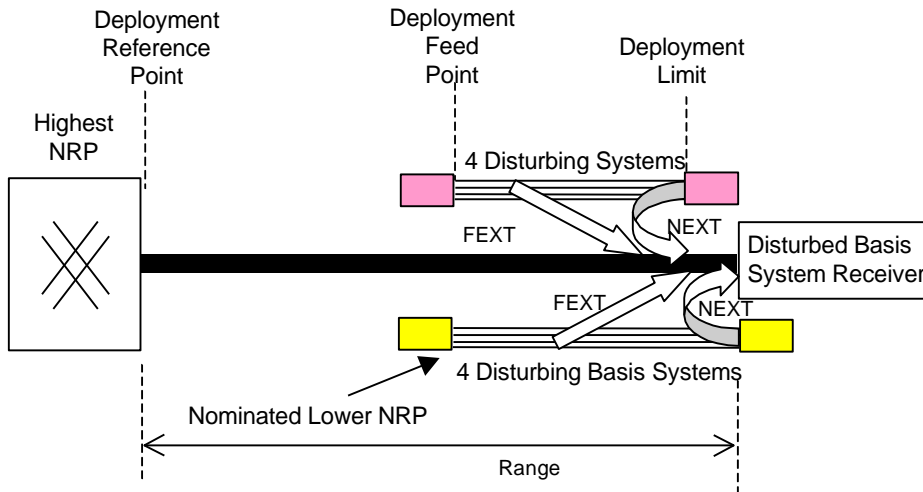 Deployment
Reference
Point
Deployment
Feed
Point
Deployment
Limit
Highest
NRP
4 Disturbing Systems
FEXT
NEXT
Disturbed Basis
System Receiver
FEXT
NEXT
4 Disturbing Basis Systems
Nominated Lower NRP
Range